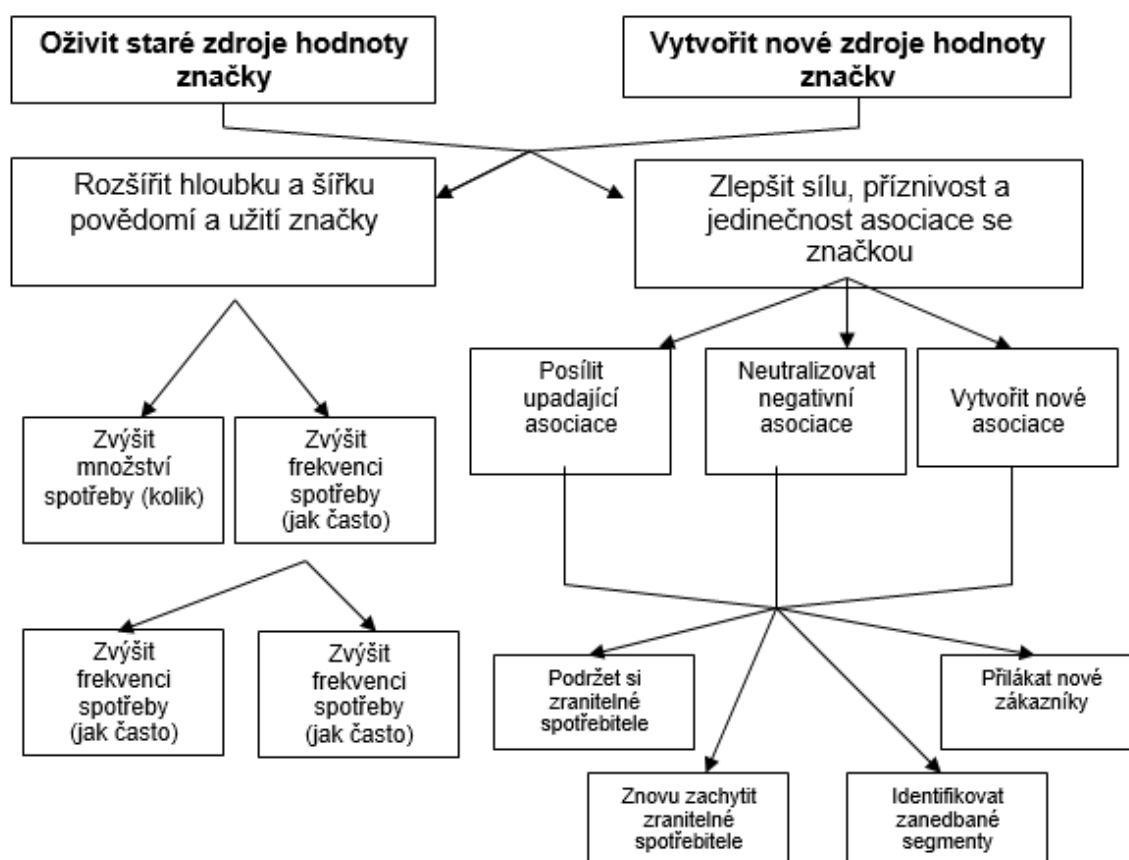 Oživit staré zdroje hodnoty
značky
Vytvořit nové zdroje hodnoty
značkv
Rozšířit hloubku a šířku
povědomí a užití značky
Zlepšit sílu, příznivost a
jedinečnost asociace se
značkou
Posílit
upadající
asociace
Neutralizovat
negativní
asociace
Vytvořit nové
asociace
Zvýšit
množství
spotřeby (kolik)
Zvýšit
frekvenci
spotřeby
(jak často)
Zvýšit
frekvenci
spotřeby
(jak často)
Zvýšit
frekvenci
spotřeby
(jak často)
Podržet si
zranitelné
spotřebitele
Přilákat nové
zákazníky
Znovu zachytit
zranitelné
spotřebitele
Identifikovat
zanedbané
segmenty